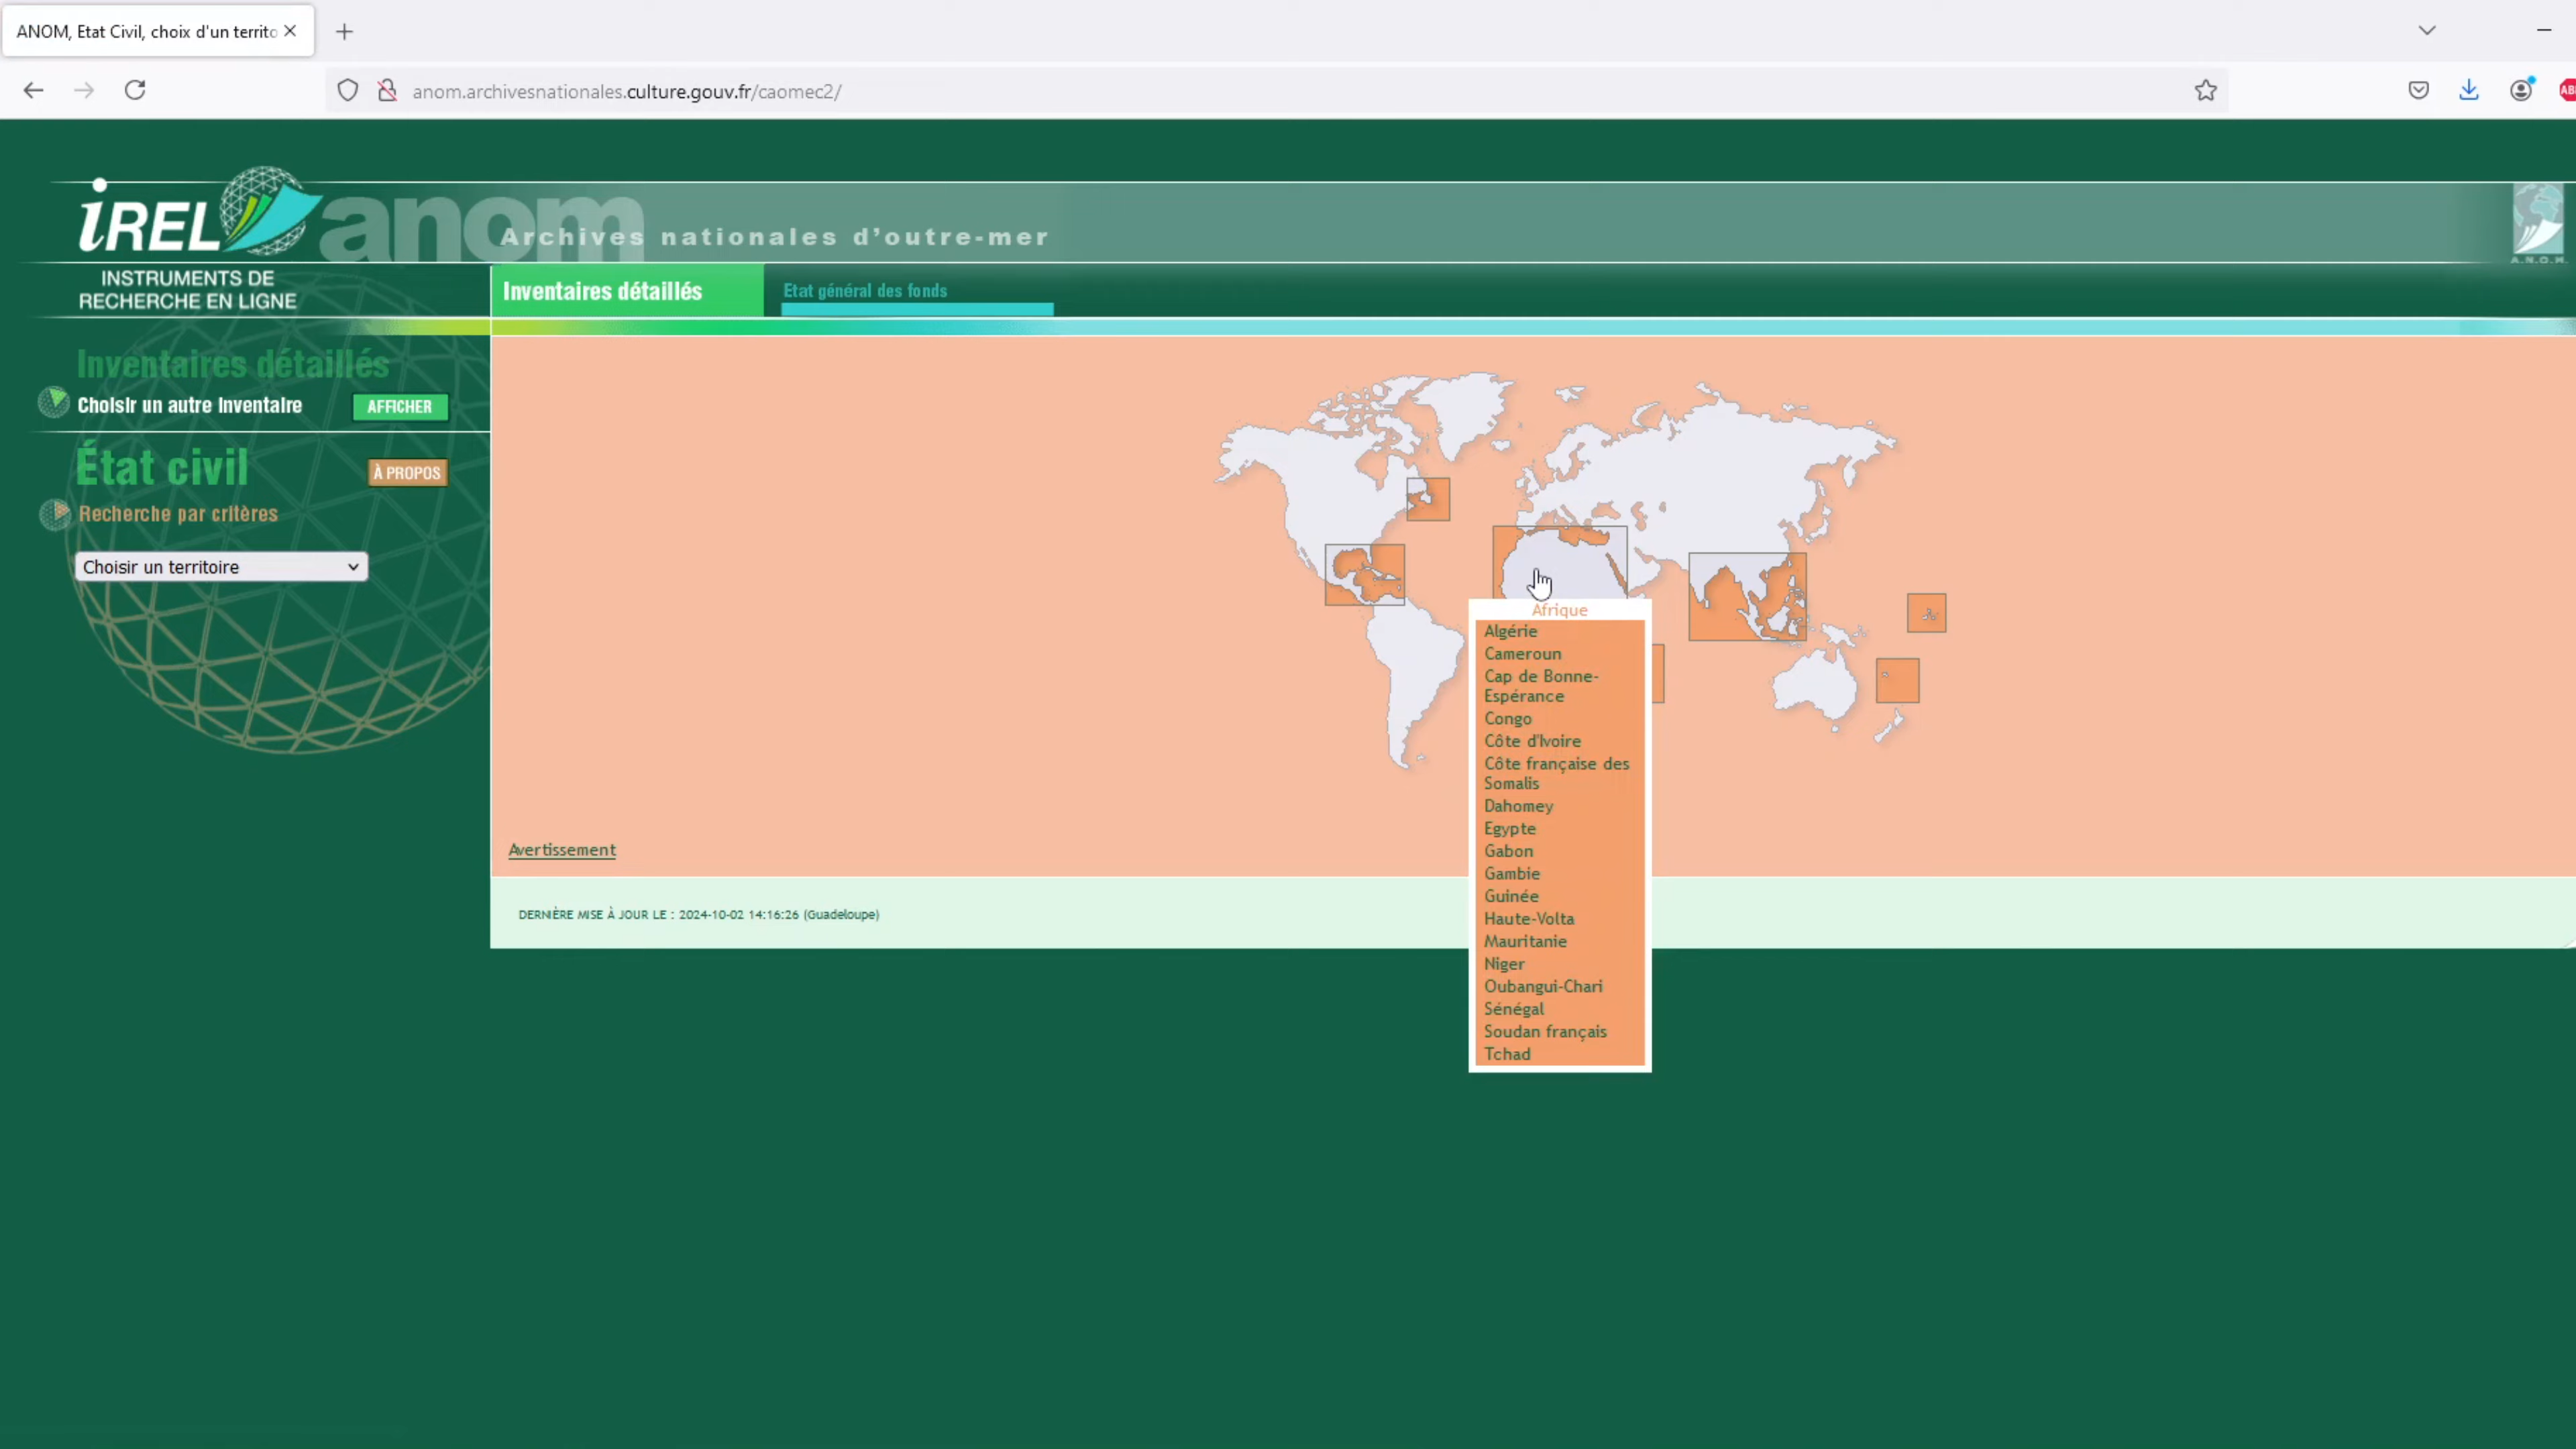 ANOM, Etat Civil, choix d'un territo
anom.archivesnationales.culture.gouv.fr/caomec2/
iREL
anom
Archives nationales d'outre-mer
A.N.O.M.
INSTRUMENTS DE
RECHERCHE EN LIGNE
Inventaires détaillés
Etat général des fonds
Inventaires détaillés
Choisir un autre inventaire
AFFICHER
État civil
À PROPOS
Recherche par critères
Choisir un territoire
Afrique
Algérie
Cameroun
Cap de Bonne-
Espérance
Congo
Côte d'Ivoire
Côte française des
Somalis
Dahomey
Egypte
Gabon
Gambie
Guinée
Haute-Volta
Mauritanie
Niger
Oubangui-Chari
Sénégal
Soudan français
Tchad
Avertissement
DERNIÈRE MISE À JOUR LE : 2024-10-02 14:16:26 (Guadeloupe)